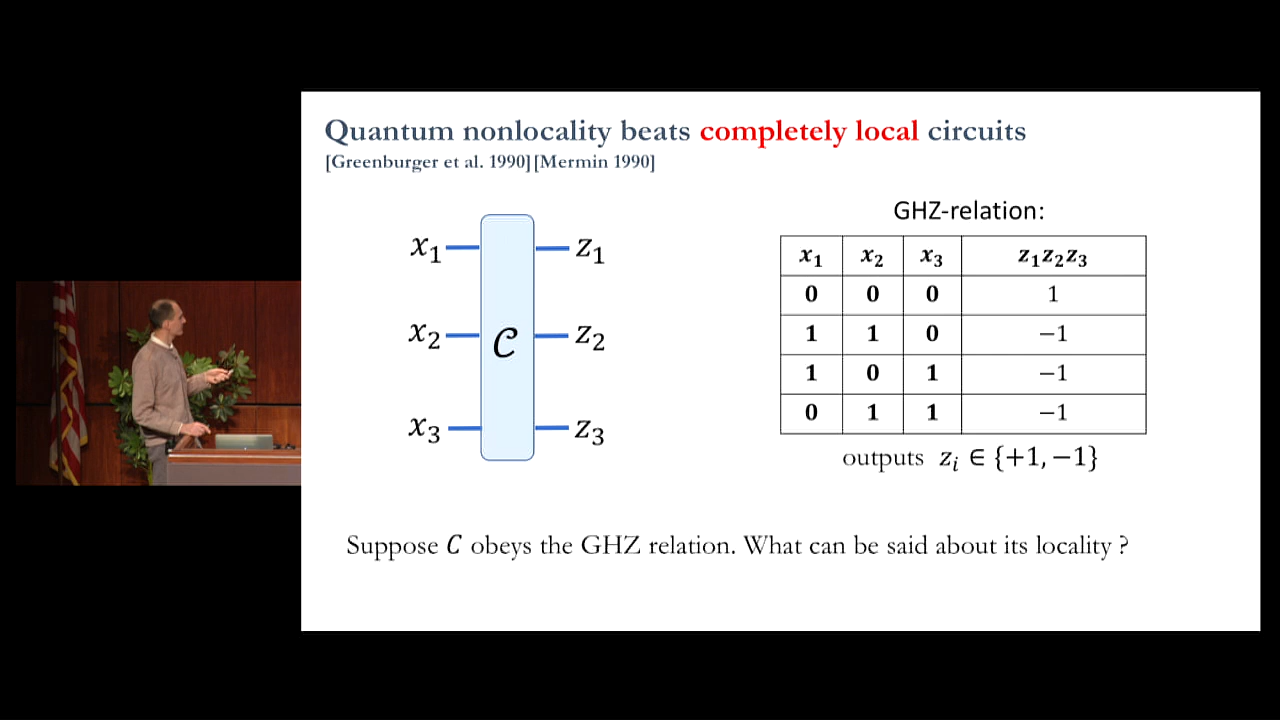 Quantum nonlocality beats completely local circuits
[Greenburger et al. 1990][Mermin 1990]
GHZ-relation:
x₁ z₁
x₂ 𝒞 z₂
x₃ z₃
x₁ x₂ x₃ z₁z₂z₃
0 0 0 1
1 1 0 −1
1 0 1 −1
0 1 1 −1
outputs zᵢ ∈ {+1, −1}
Suppose 𝐶 obeys the GHZ relation. What can be said about its locality ?